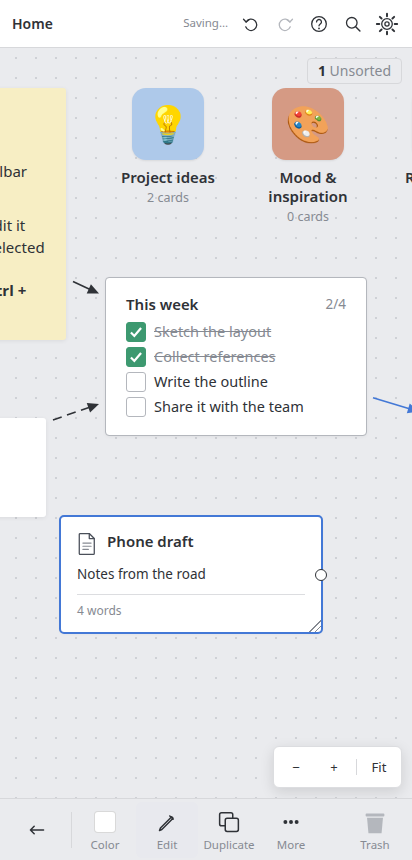 Home
Saving...
1 Unsorted
lbar
dit it
elected
trl +
Project ideas
2 cards
Mood &
inspiration
0 cards
R
This week
2/4
Sketch the layout
Collect references
Write the outline
Share it with the team
Phone draft
Notes from the road
4 words
− + Fit
Color
Edit
Duplicate
More
Trash